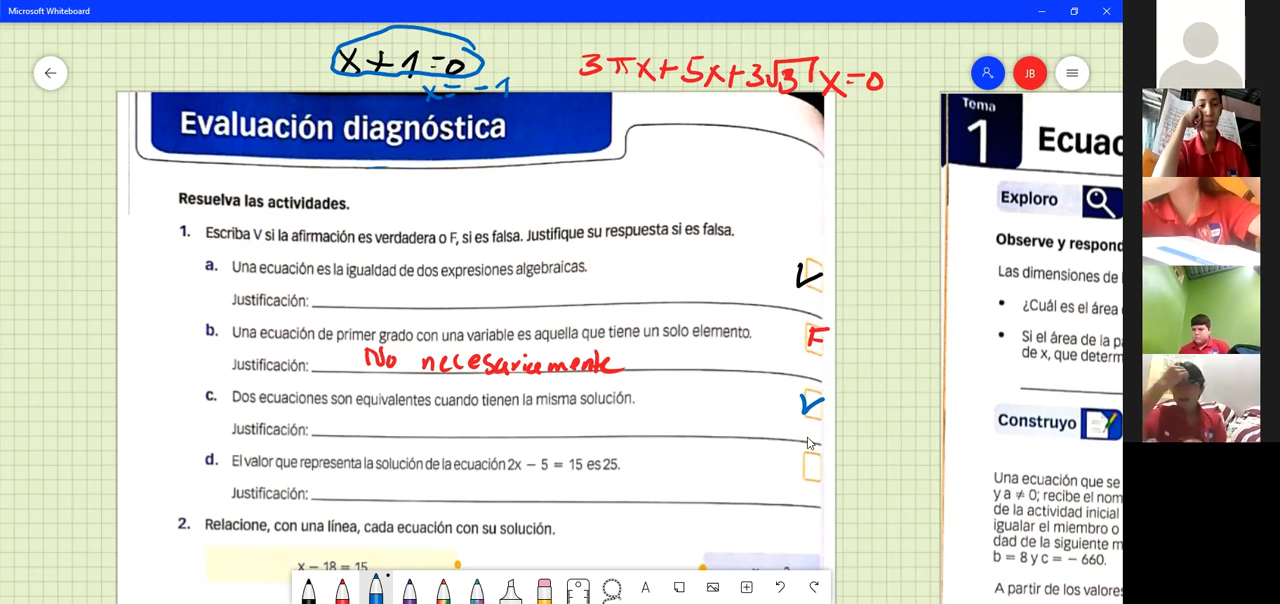 Microsoft Whiteboard
x + 1 = 0
x = -1
3πx + 5x + 3√3 x = 0
JB
Evaluación diagnóstica
Resuelva las actividades.
1. Escriba V si la afirmación es verdadera o F, si es falsa. Justifique su respuesta si es falsa.
a. Una ecuación es la igualdad de dos expresiones algebraicas. V
Justificación:
b. Una ecuación de primer grado con una variable es aquella que tiene un solo elemento. F
Justificación: No necesariamente
c. Dos ecuaciones son equivalentes cuando tienen la misma solución. V
Justificación:
d. El valor que representa la solución de la ecuación 2x − 5 = 15 es 25.
Justificación:
2. Relacione, con una línea, cada ecuación con su solución.
x − 18 = 15
Tema
1
Ecuac
Exploro
Observe y respond
Las dimensiones de
• ¿Cuál es el área
• Si el área de la pa
de x, que determ
Construyo
Una ecuación que se
y a ≠ 0; recibe el nom
de la actividad inicial
igualar el miembro o
dad de la siguiente m
b = 8 y c = − 660.
A partir de los valores
A